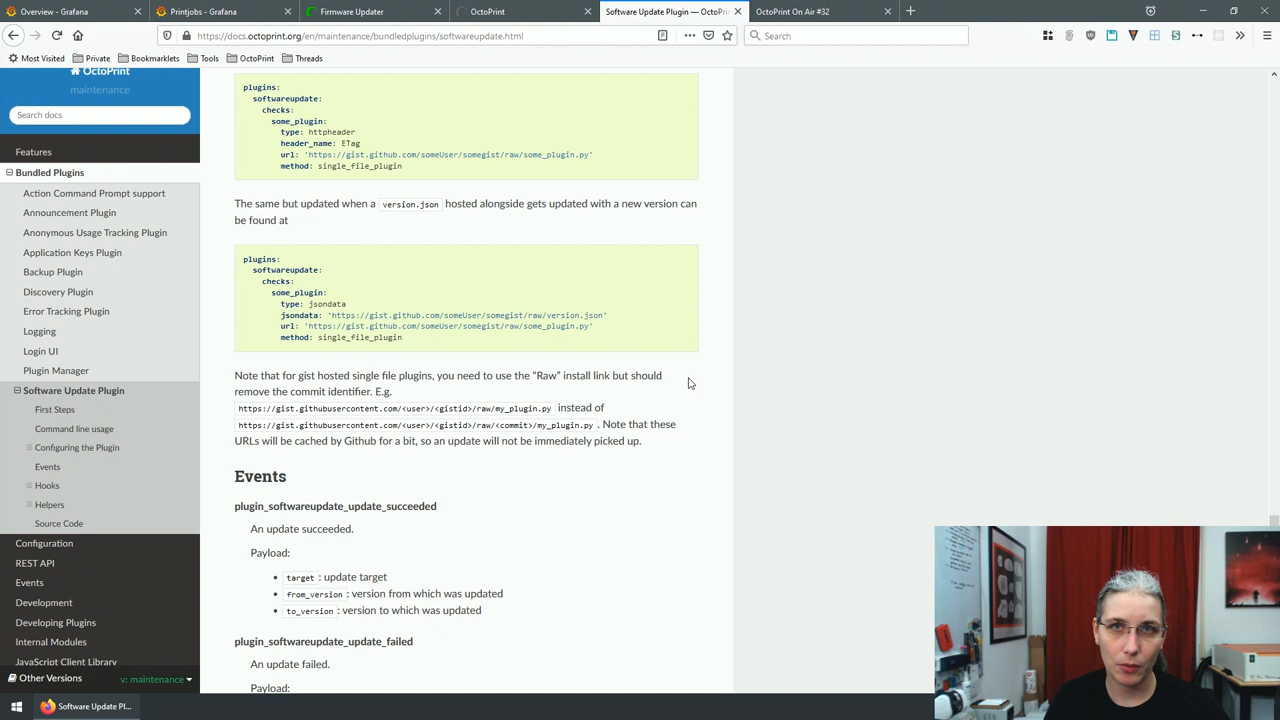 Overview - Grafana
Printjobs - Grafana
Firmware Updater
OctoPrint
Software Update Plugin — OctoPri
OctoPrint On Air #32
https://docs.octoprint.org/en/maintenance/bundledplugins/softwareupdate.html
Search
Most Visited
Private
Bookmarklets
Tools
OctoPrint
Threads
OctoPrint
maintenance
Search docs
Features
Bundled Plugins
Action Command Prompt support
Announcement Plugin
Anonymous Usage Tracking Plugin
Application Keys Plugin
Backup Plugin
Discovery Plugin
Error Tracking Plugin
Logging
Login UI
Plugin Manager
Software Update Plugin
First Steps
Command line usage
Configuring the Plugin
Events
Hooks
Helpers
Source Code
Configuration
REST API
Events
Development
Developing Plugins
Internal Modules
JavaScript Client Library
Other Versions
v: maintenance
plugins:
softwareupdate:
checks:
some_plugin:
type: httpheader
header_name: ETag
url: 'https://gist.github.com/someUser/somegist/raw/some_plugin.py'
method: single_file_plugin
The same but updated when a version.json hosted alongside gets updated with a new version can
be found at
plugins:
softwareupdate:
checks:
some_plugin:
type: jsondata
jsondata: 'https://gist.github.com/someUser/somegist/raw/version.json'
url: 'https://gist.github.com/someUser/somegist/raw/some_plugin.py'
method: single_file_plugin
Note that for gist hosted single file plugins, you need to use the “Raw” install link but should
remove the commit identifier. E.g.
https://gist.githubusercontent.com/<user>/<gistid>/raw/my_plugin.py instead of
https://gist.githubusercontent.com/<user>/<gistid>/raw/<commit>/my_plugin.py . Note that these
URLs will be cached by Github for a bit, so an update will not be immediately picked up.
Events
plugin_softwareupdate_update_succeeded
An update succeeded.
Payload:
• target : update target
• from_version : version from which was updated
• to_version : version to which was updated
plugin_softwareupdate_update_failed
An update failed.
Payload:
Software Update Pl...